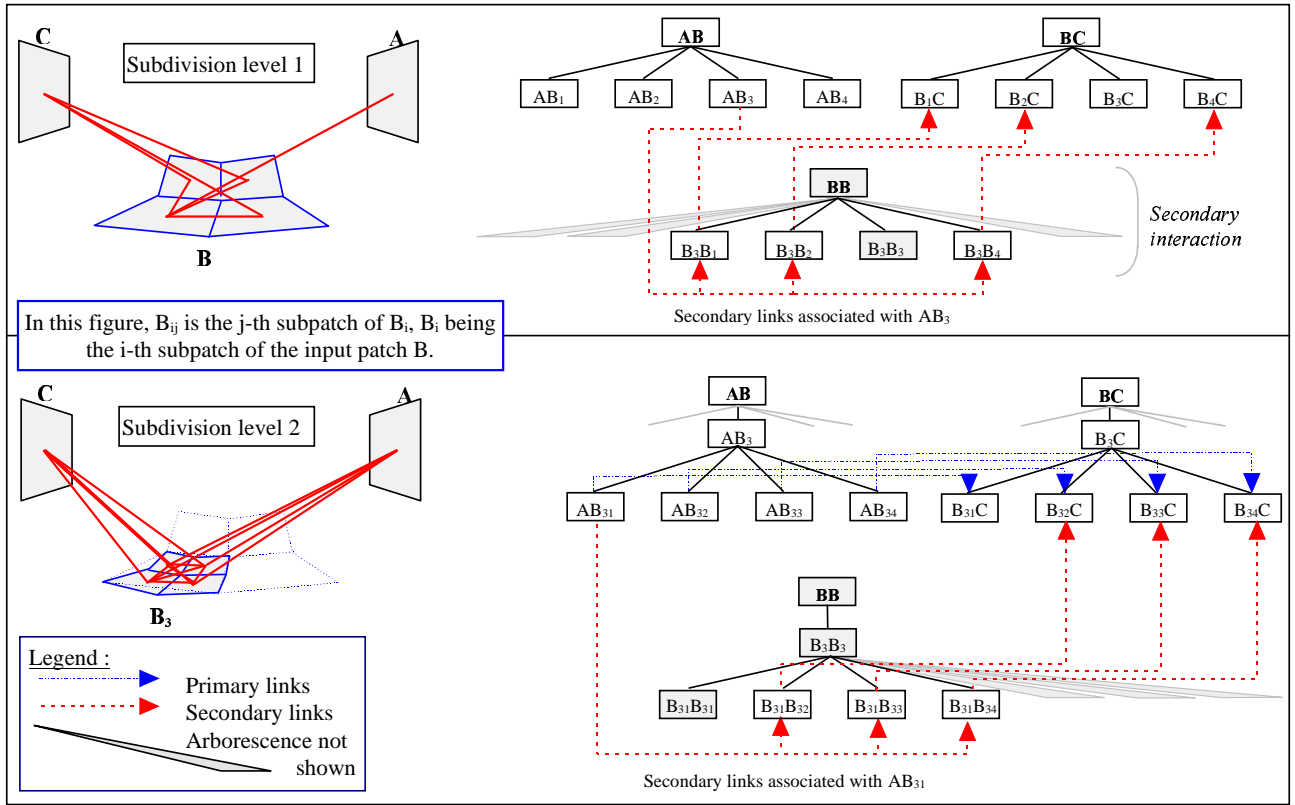 C
A
Subdivision level 1
B
AB
BC
AB₁
AB₂
AB₃
AB₄
B₁C
B₂C
B₃C
B₄C
BB
B₃B₁
B₃B₂
B₃B₃
B₃B₄
Secondary
interaction
Secondary links associated with AB₃
In this figure, Bᵢⱼ is the j-th subpatch of Bᵢ, Bᵢ being
the i-th subpatch of the input patch B.
C
A
Subdivision level 2
B₃
AB
BC
AB₃
B₃C
AB₃₁
AB₃₂
AB₃₃
AB₃₄
B₃₁C
B₃₂C
B₃₃C
B₃₄C
BB
B₃B₃
B₃₁B₃₁
B₃₁B₃₂
B₃₁B₃₃
B₃₁B₃₄
Secondary links associated with AB₃₁
Legend :
Primary links
Secondary links
Arborescence not
shown